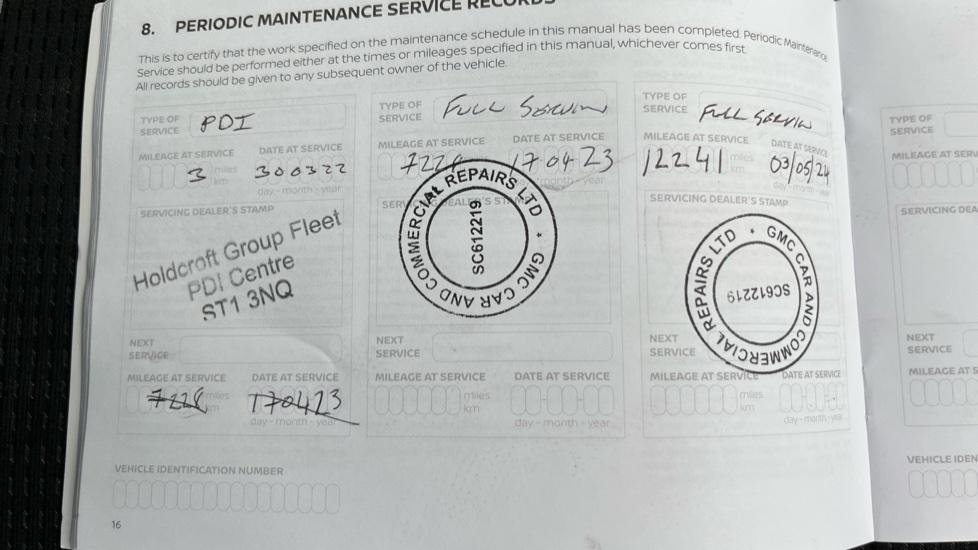 8. PERIODIC MAINTENANCE SERVICE RECORDS
This is to certify that the work specified on the maintenance schedule in this manual has been completed. Periodic Maintenance
Service should be performed either at the times or mileages specified in this manual, whichever comes first.
All records should be given to any subsequent owner of the vehicle.
TYPE OF SERVICE PDI
MILEAGE AT SERVICE DATE AT SERVICE
3 miles km 300322
day - month - year
SERVICING DEALER'S STAMP
Holdcroft Group Fleet
PDI Centre
ST1 3NQ
NEXT SERVICE
MILEAGE AT SERVICE DATE AT SERVICE
7228 miles km 170423
day - month - year
TYPE OF SERVICE FULL SERVICE
MILEAGE AT SERVICE DATE AT SERVICE
170423
month - year
SERVICING DEALER'S STAMP
GMC CAR AND COMMERCIAL REPAIRS LTD
SC612219
NEXT SERVICE
MILEAGE AT SERVICE DATE AT SERVICE
miles km
day - month - year
TYPE OF SERVICE FULL SERVICE
MILEAGE AT SERVICE DATE AT SERVICE
12241 miles km 03/05/24
day - month - year
SERVICING DEALER'S STAMP
GMC CAR AND COMMERCIAL REPAIRS LTD
SC612219
NEXT SERVICE
MILEAGE AT SERVICE DATE AT SERVICE
miles km
day - month - year
VEHICLE IDENTIFICATION NUMBER
16
TYPE OF SERVICE
MILEAGE AT SERV
SERVICING DEA
NEXT SERVICE
MILEAGE AT S
VEHICLE IDEN